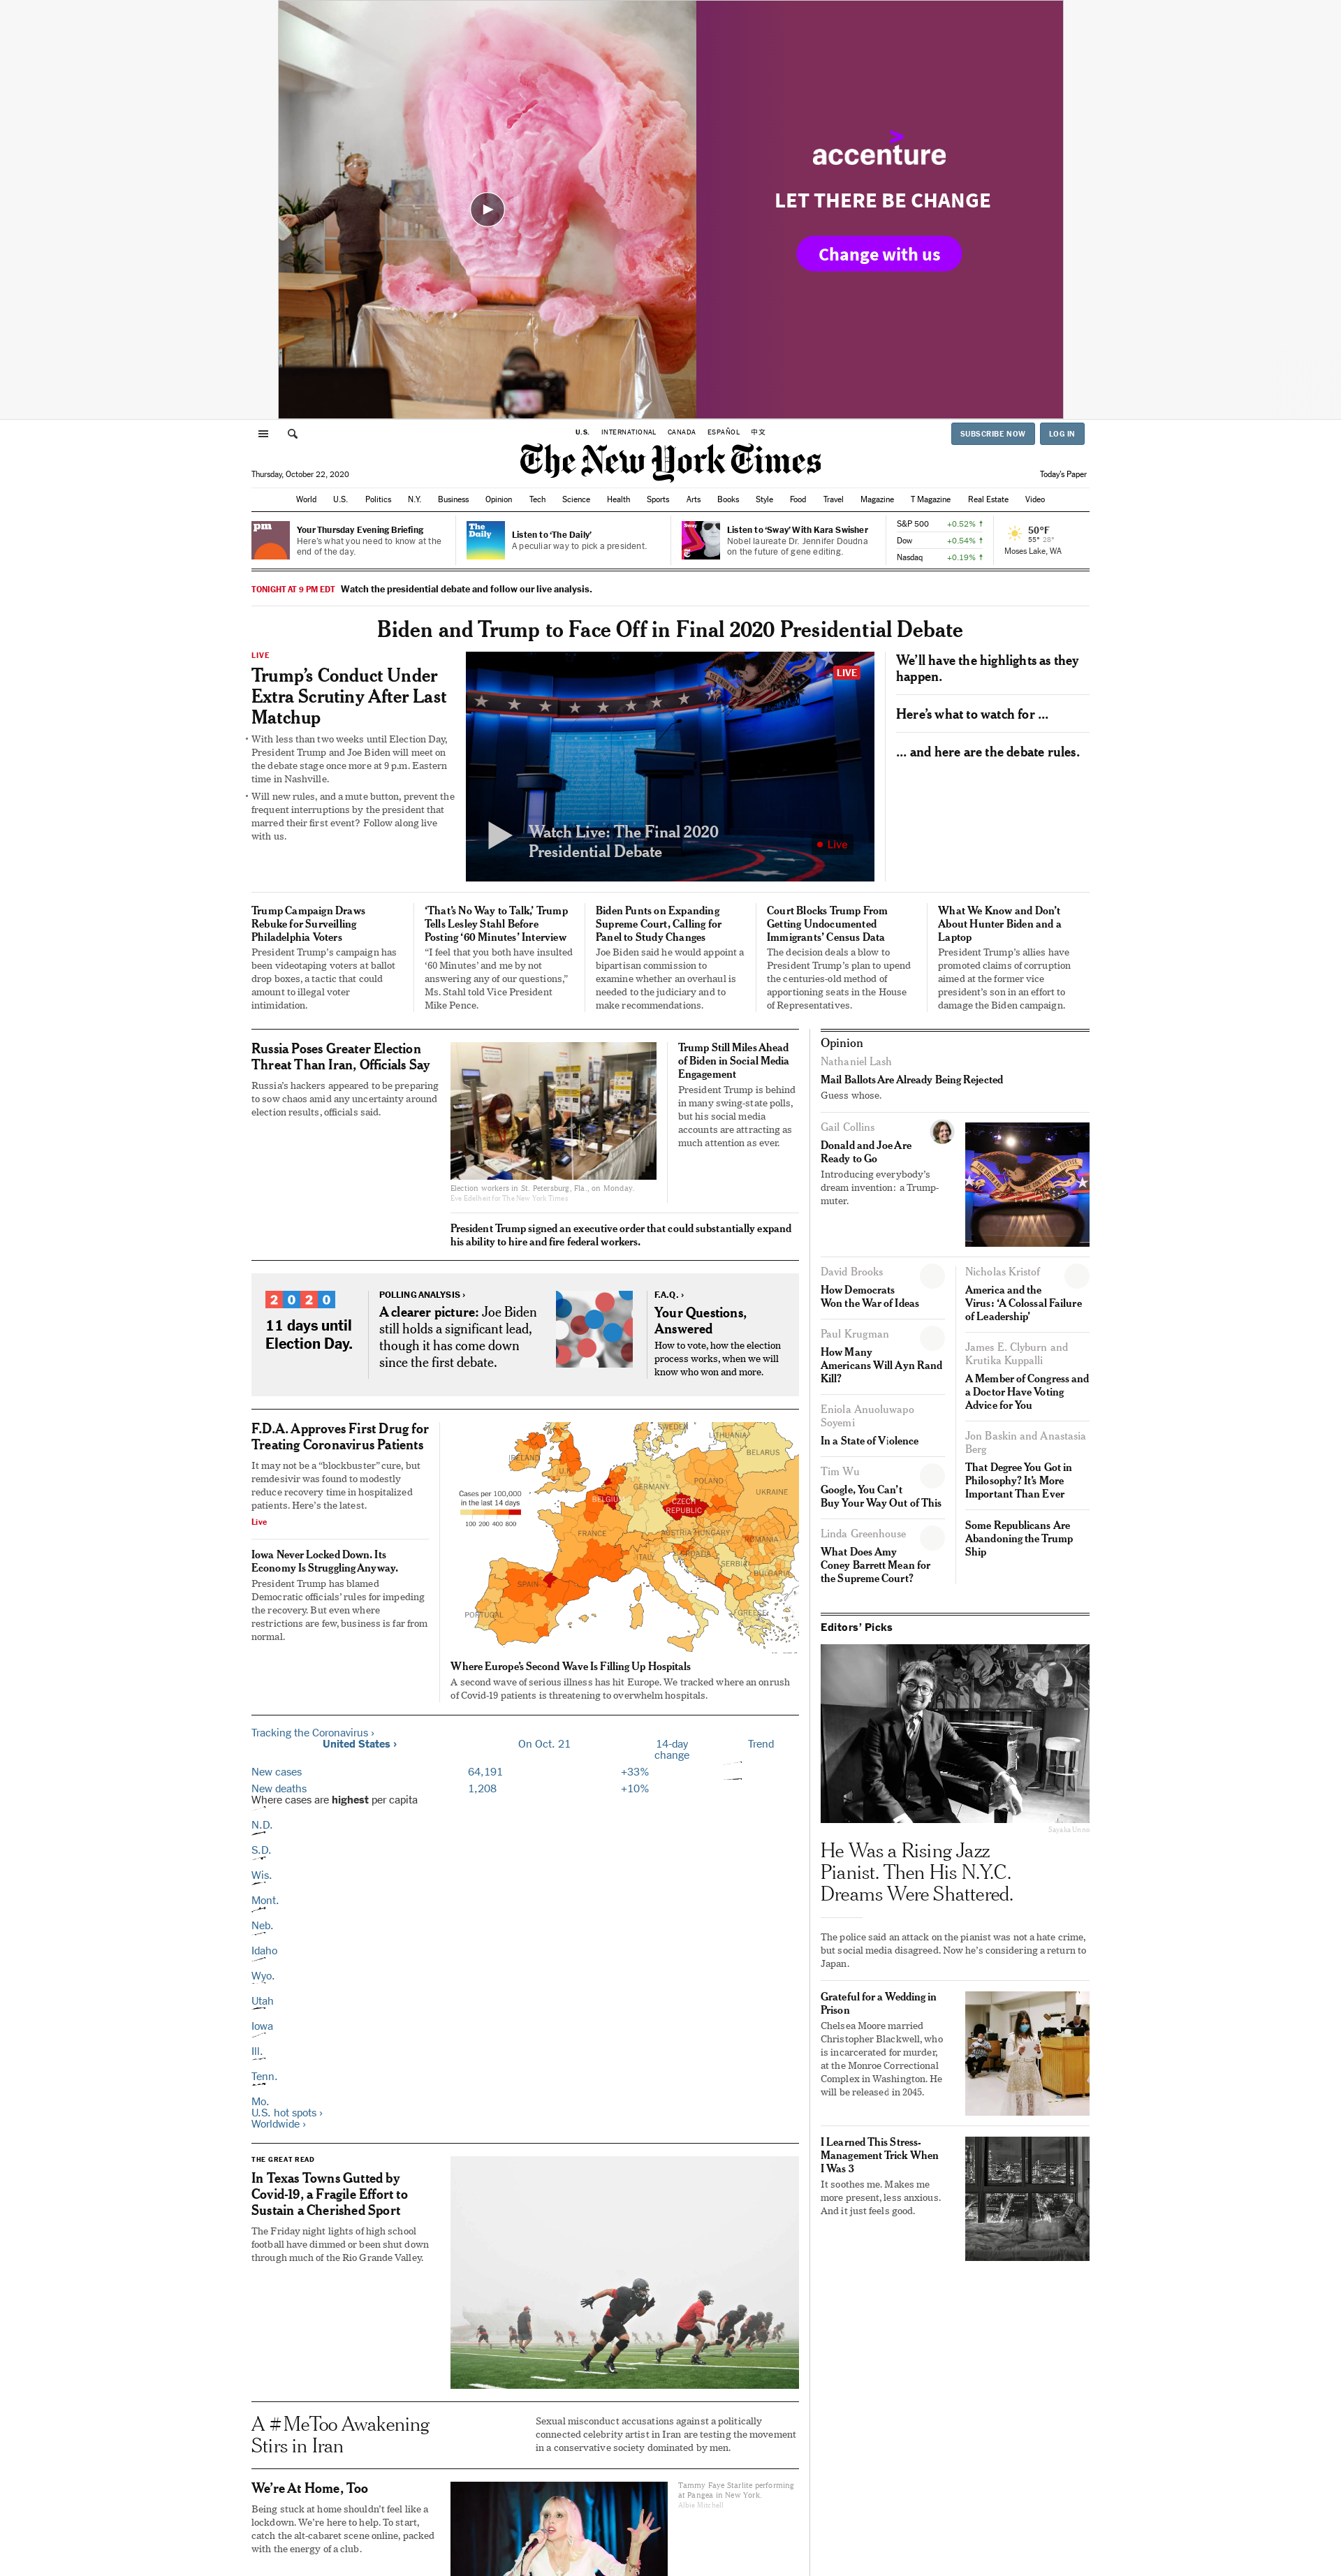 accenture
LET THERE BE CHANGE
Change with us
U.S. INTERNATIONAL CANADA ESPAÑOL 中文
SUBSCRIBE NOW LOG IN
The New York Times
Thursday, October 22, 2020
Today's Paper
World U.S. Politics N.Y. Business Opinion Tech Science Health Sports Arts Books Style Food Travel Magazine T Magazine Real Estate Video
pm
Your Thursday Evening Briefing
Here's what you need to know at the
end of the day.
The
Daily
Listen to 'The Daily'
A peculiar way to pick a president.
Listen to 'Sway' With Kara Swisher
Nobel laureate Dr. Jennifer Doudna
on the future of gene editing.
S&P 500 +0.52% ↑
Dow +0.54% ↑
Nasdaq +0.19% ↑
50°F
55° 28°
Moses Lake, WA
TONIGHT AT 9 PM EDT Watch the presidential debate and follow our live analysis.
Biden and Trump to Face Off in Final 2020 Presidential Debate
LIVE
Trump's Conduct Under
Extra Scrutiny After Last
Matchup
• With less than two weeks until Election Day,
President Trump and Joe Biden will meet on
the debate stage once more at 9 p.m. Eastern
time in Nashville.
• Will new rules, and a mute button, prevent the
frequent interruptions by the president that
marred their first event? Follow along live
with us.
LIVE
Watch Live: The Final 2020
Presidential Debate
Live
We'll have the highlights as they
happen.
Here's what to watch for …
… and here are the debate rules.
Trump Campaign Draws
Rebuke for Surveilling
Philadelphia Voters
President Trump's campaign has
been videotaping voters at ballot
drop boxes, a tactic that could
amount to illegal voter
intimidation.
'That's No Way to Talk,' Trump
Tells Lesley Stahl Before
Posting '60 Minutes' Interview
"I feel that you both have insulted
'60 Minutes' and me by not
answering any of our questions,"
Ms. Stahl told Vice President
Mike Pence.
Biden Punts on Expanding
Supreme Court, Calling for
Panel to Study Changes
Joe Biden said he would appoint a
bipartisan commission to
examine whether an overhaul is
needed to the judiciary and to
make recommendations.
Court Blocks Trump From
Getting Undocumented
Immigrants' Census Data
The decision deals a blow to
President Trump's plan to upend
the centuries-old method of
apportioning seats in the House
of Representatives.
What We Know and Don't
About Hunter Biden and a
Laptop
President Trump's allies have
promoted claims of corruption
aimed at the former vice
president's son in an effort to
damage the Biden campaign.
Russia Poses Greater Election
Threat Than Iran, Officials Say
Russia's hackers appeared to be preparing
to sow chaos amid any uncertainty around
election results, officials said.
Election workers in St. Petersburg, Fla., on Monday.
Eve Edelheit for The New York Times
Trump Still Miles Ahead
of Biden in Social Media
Engagement
President Trump is behind
in many swing-state polls,
but his social media
accounts are attracting as
much attention as ever.
President Trump signed an executive order that could substantially expand
his ability to hire and fire federal workers.
2020
11 days until
Election Day.
POLLING ANALYSIS ›
A clearer picture: Joe Biden
still holds a significant lead,
though it has come down
since the first debate.
F.A.Q. ›
Your Questions,
Answered
How to vote, how the election
process works, when we will
know who won and more.
F.D.A. Approves First Drug for
Treating Coronavirus Patients
It may not be a "blockbuster" cure, but
remdesivir was found to modestly
reduce recovery time in hospitalized
patients. Here's the latest.
Live
Iowa Never Locked Down. Its
Economy Is Struggling Anyway.
President Trump has blamed
Democratic officials' rules for impeding
the recovery. But even where
restrictions are few, business is far from
normal.
Cases per 100,000
in the last 14 days
100 200 400 800
SWEDEN
LITHUANIA
IRELAND
U.K.
BELARUS
POLAND
GERMANY
BELGIUM
UKRAINE
CZECH
REPUBLIC
FRANCE
AUSTRIA
HUNGARY
ROMANIA
CROATIA
ITALY
SERBIA
BULGARIA
SPAIN
PORTUGAL
GREECE
Where Europe's Second Wave Is Filling Up Hospitals
A second wave of serious illness has hit Europe. We tracked where an onrush
of Covid-19 patients is threatening to overwhelm hospitals.
Tracking the Coronavirus ›
United States › On Oct. 21 14-day
change Trend
New cases 64,191 +33%
New deaths 1,208 +10%
Where cases are highest per capita
N.D.
S.D.
Wis.
Mont.
Neb.
Idaho
Wyo.
Utah
Iowa
Ill.
Tenn.
Mo.
U.S. hot spots ›
Worldwide ›
THE GREAT READ
In Texas Towns Gutted by
Covid-19, a Fragile Effort to
Sustain a Cherished Sport
The Friday night lights of high school
football have dimmed or been shut down
through much of the Rio Grande Valley.
A #MeToo Awakening
Stirs in Iran
Sexual misconduct accusations against a politically
connected celebrity artist in Iran are testing the movement
in a conservative society dominated by men.
We're At Home, Too
Being stuck at home shouldn't feel like a
lockdown. We're here to help. To start,
catch the alt-cabaret scene online, packed
with the energy of a club.
Tammy Faye Starlite performing
at Pangea in New York.
Albie Mitchell
Opinion
Nathaniel Lash
Mail Ballots Are Already Being Rejected
Guess whose.
Gail Collins
Donald and Joe Are
Ready to Go
Introducing everybody's
dream invention: a Trump-
muter.
David Brooks
How Democrats
Won the War of Ideas
Paul Krugman
How Many
Americans Will Ayn Rand
Kill?
Eniola Anuoluwapo
Soyemi
In a State of Violence
Tim Wu
Google, You Can't
Buy Your Way Out of This
Linda Greenhouse
What Does Amy
Coney Barrett Mean for
the Supreme Court?
Nicholas Kristof
America and the
Virus: 'A Colossal Failure
of Leadership'
James E. Clyburn and
Krutika Kuppalli
A Member of Congress and
a Doctor Have Voting
Advice for You
Jon Baskin and Anastasia
Berg
That Degree You Got in
Philosophy? It's More
Important Than Ever
Some Republicans Are
Abandoning the Trump
Ship
Editors' Picks
Sayaka Ueno
He Was a Rising Jazz
Pianist. Then His N.Y.C.
Dreams Were Shattered.
The police said an attack on the pianist was not a hate crime,
but social media disagreed. Now he's considering a return to
Japan.
Grateful for a Wedding in
Prison
Chelsea Moore married
Christopher Blackwell, who
is incarcerated for murder,
at the Monroe Correctional
Complex in Washington. He
will be released in 2045.
I Learned This Stress-
Management Trick When
I Was 3
It soothes me. Makes me
more present, less anxious.
And it just feels good.